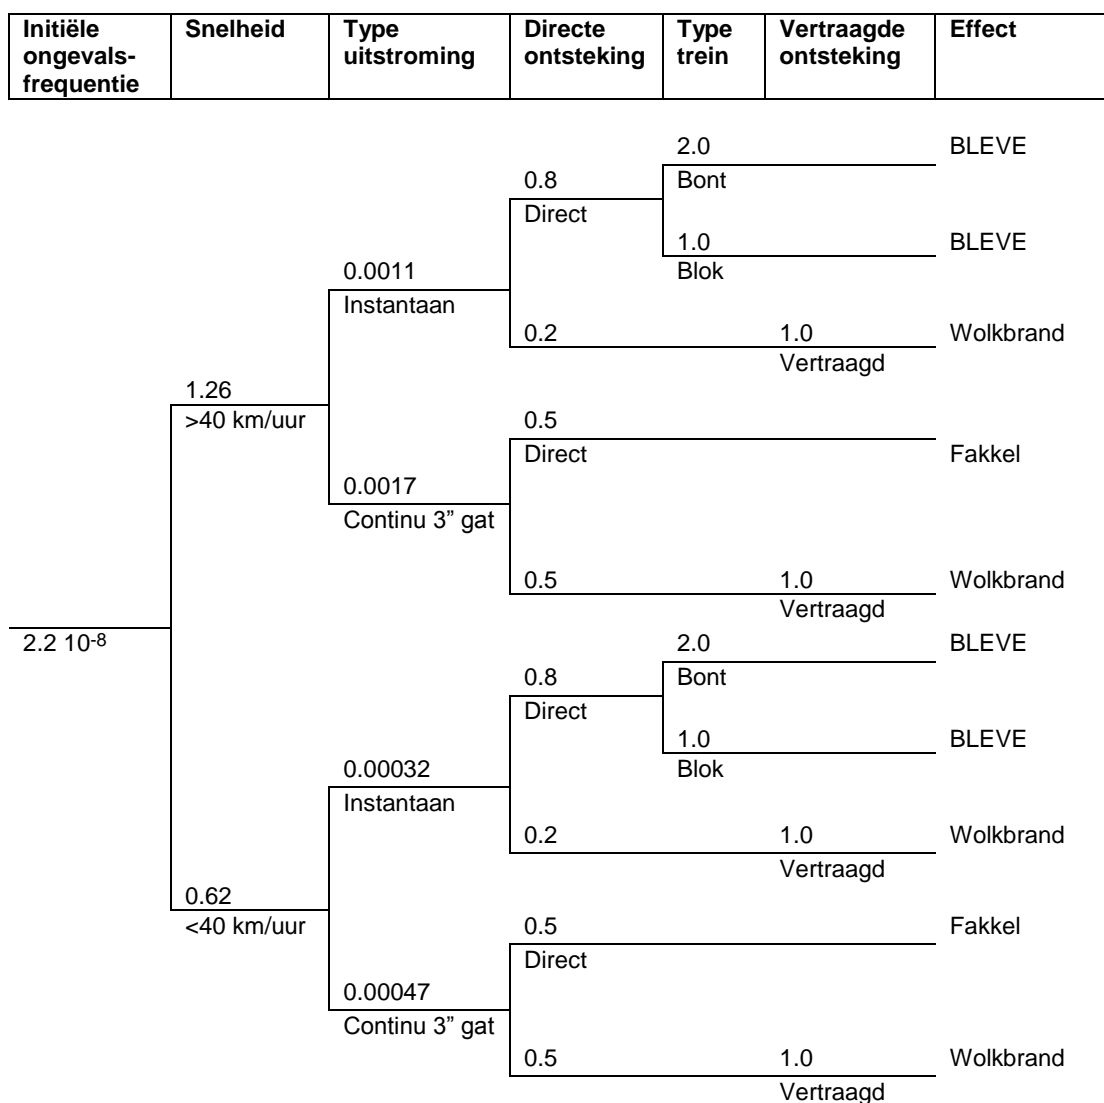 Initiële ongevals-frequentie Snelheid Type uitstroming Directe ontsteking Type trein Vertraagde ontsteking Effect
2.0 BLEVE
0.8 Bont
Direct
1.0 BLEVE
0.0011 Blok
Instantaan
0.2 1.0 Wolkbrand
Vertraagd
1.26
>40 km/uur 0.5
Direct Fakkel
0.0017
Continu 3” gat
0.5 1.0 Wolkbrand
Vertraagd
2.2 10-8 2.0 BLEVE
0.8 Bont
Direct
1.0 BLEVE
0.00032 Blok
Instantaan
0.2 1.0 Wolkbrand
Vertraagd
0.62
<40 km/uur 0.5 Fakkel
Direct
0.00047
Continu 3” gat
0.5 1.0 Wolkbrand
Vertraagd